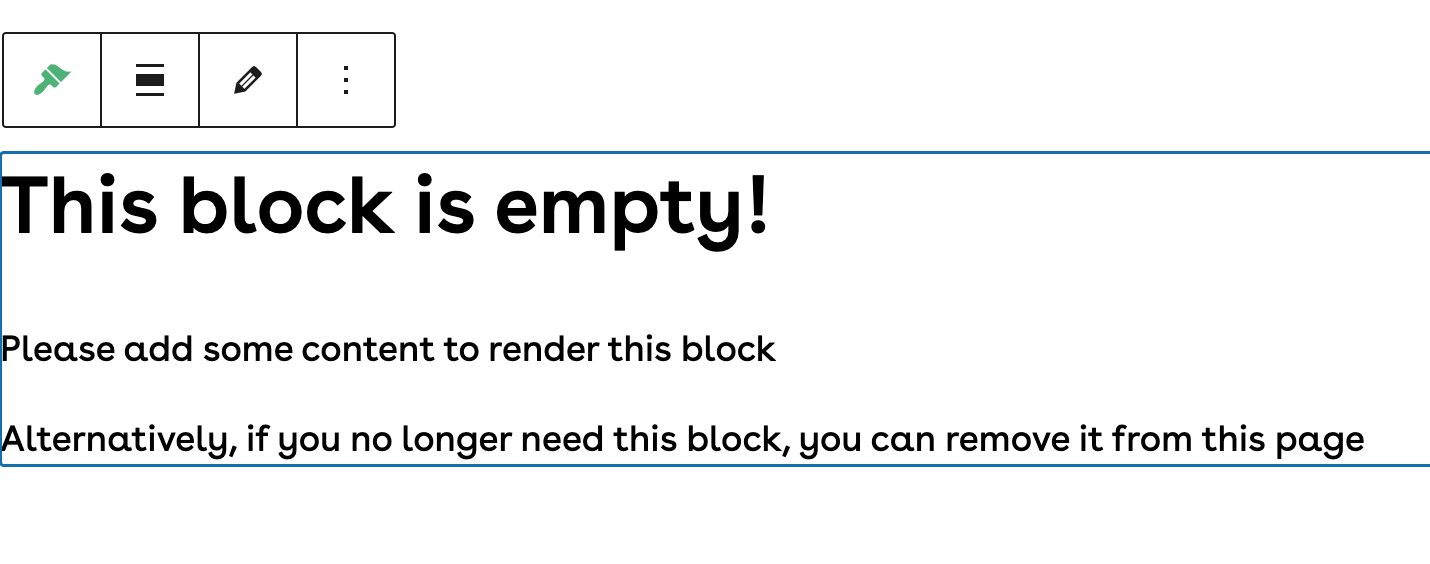 This block is empty!
Please add some content to render this block
Alternatively, if you no longer need this block, you can remove it from this page